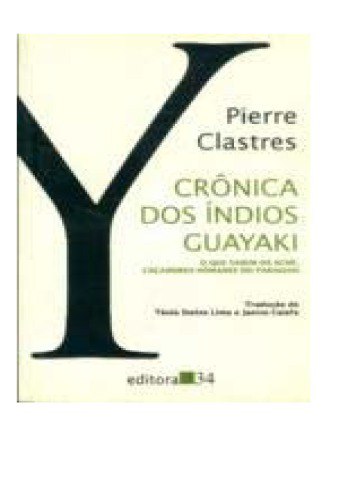 Y
Pierre
Clastres
CRÔNICA
DOS ÍNDIOS
GUAYAKI
O QUE SABEM OS ACHÉ,
CAÇADORES NÔMADES DO PARAGUAI
Tradução de
Tânia Stolze Lima e Janice Caiafa
editora 34